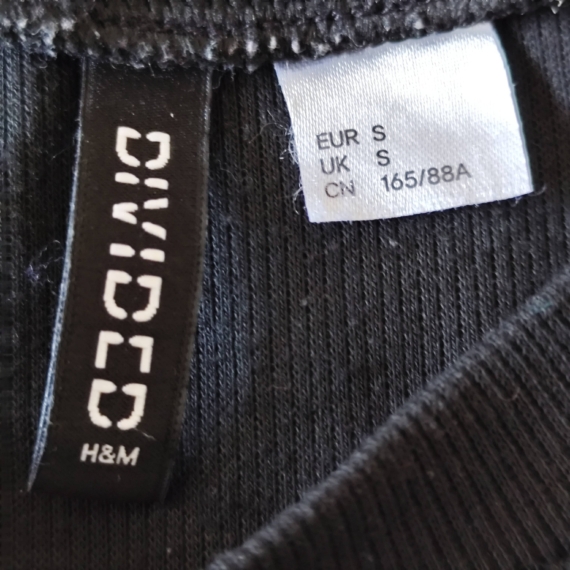 DIVIDED
H&M
EUR S
UK S
CN 165/88A